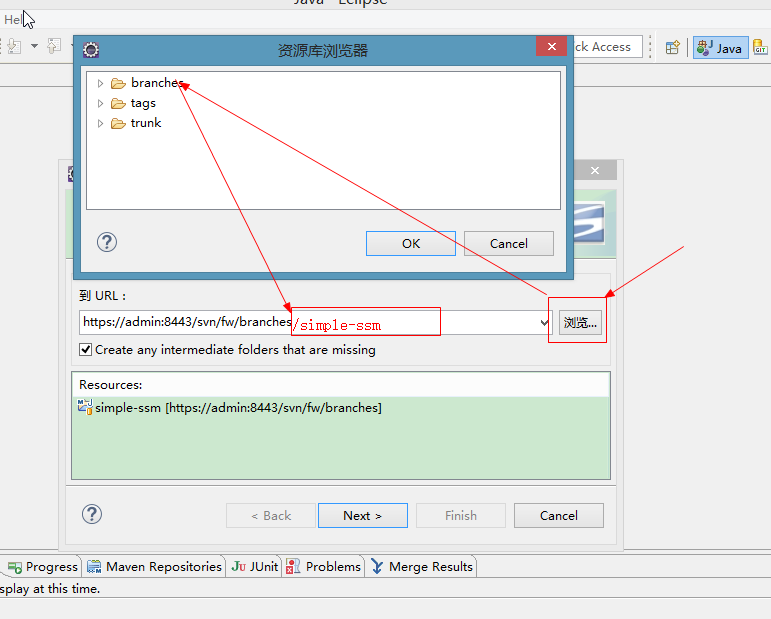 Java - Eclipse
Hel
资源库浏览器
ck Access
Java
GIT
branches
tags
trunk
OK
Cancel
到 URL：
https://admin:8443/svn/fw/branches/simple-ssm
浏览...
Create any intermediate folders that are missing
Resources:
simple-ssm [https://admin:8443/svn/fw/branches]
< Back
Next >
Finish
Cancel
Progress
Maven Repositories
JUnit
Problems
Merge Results
splay at this time.